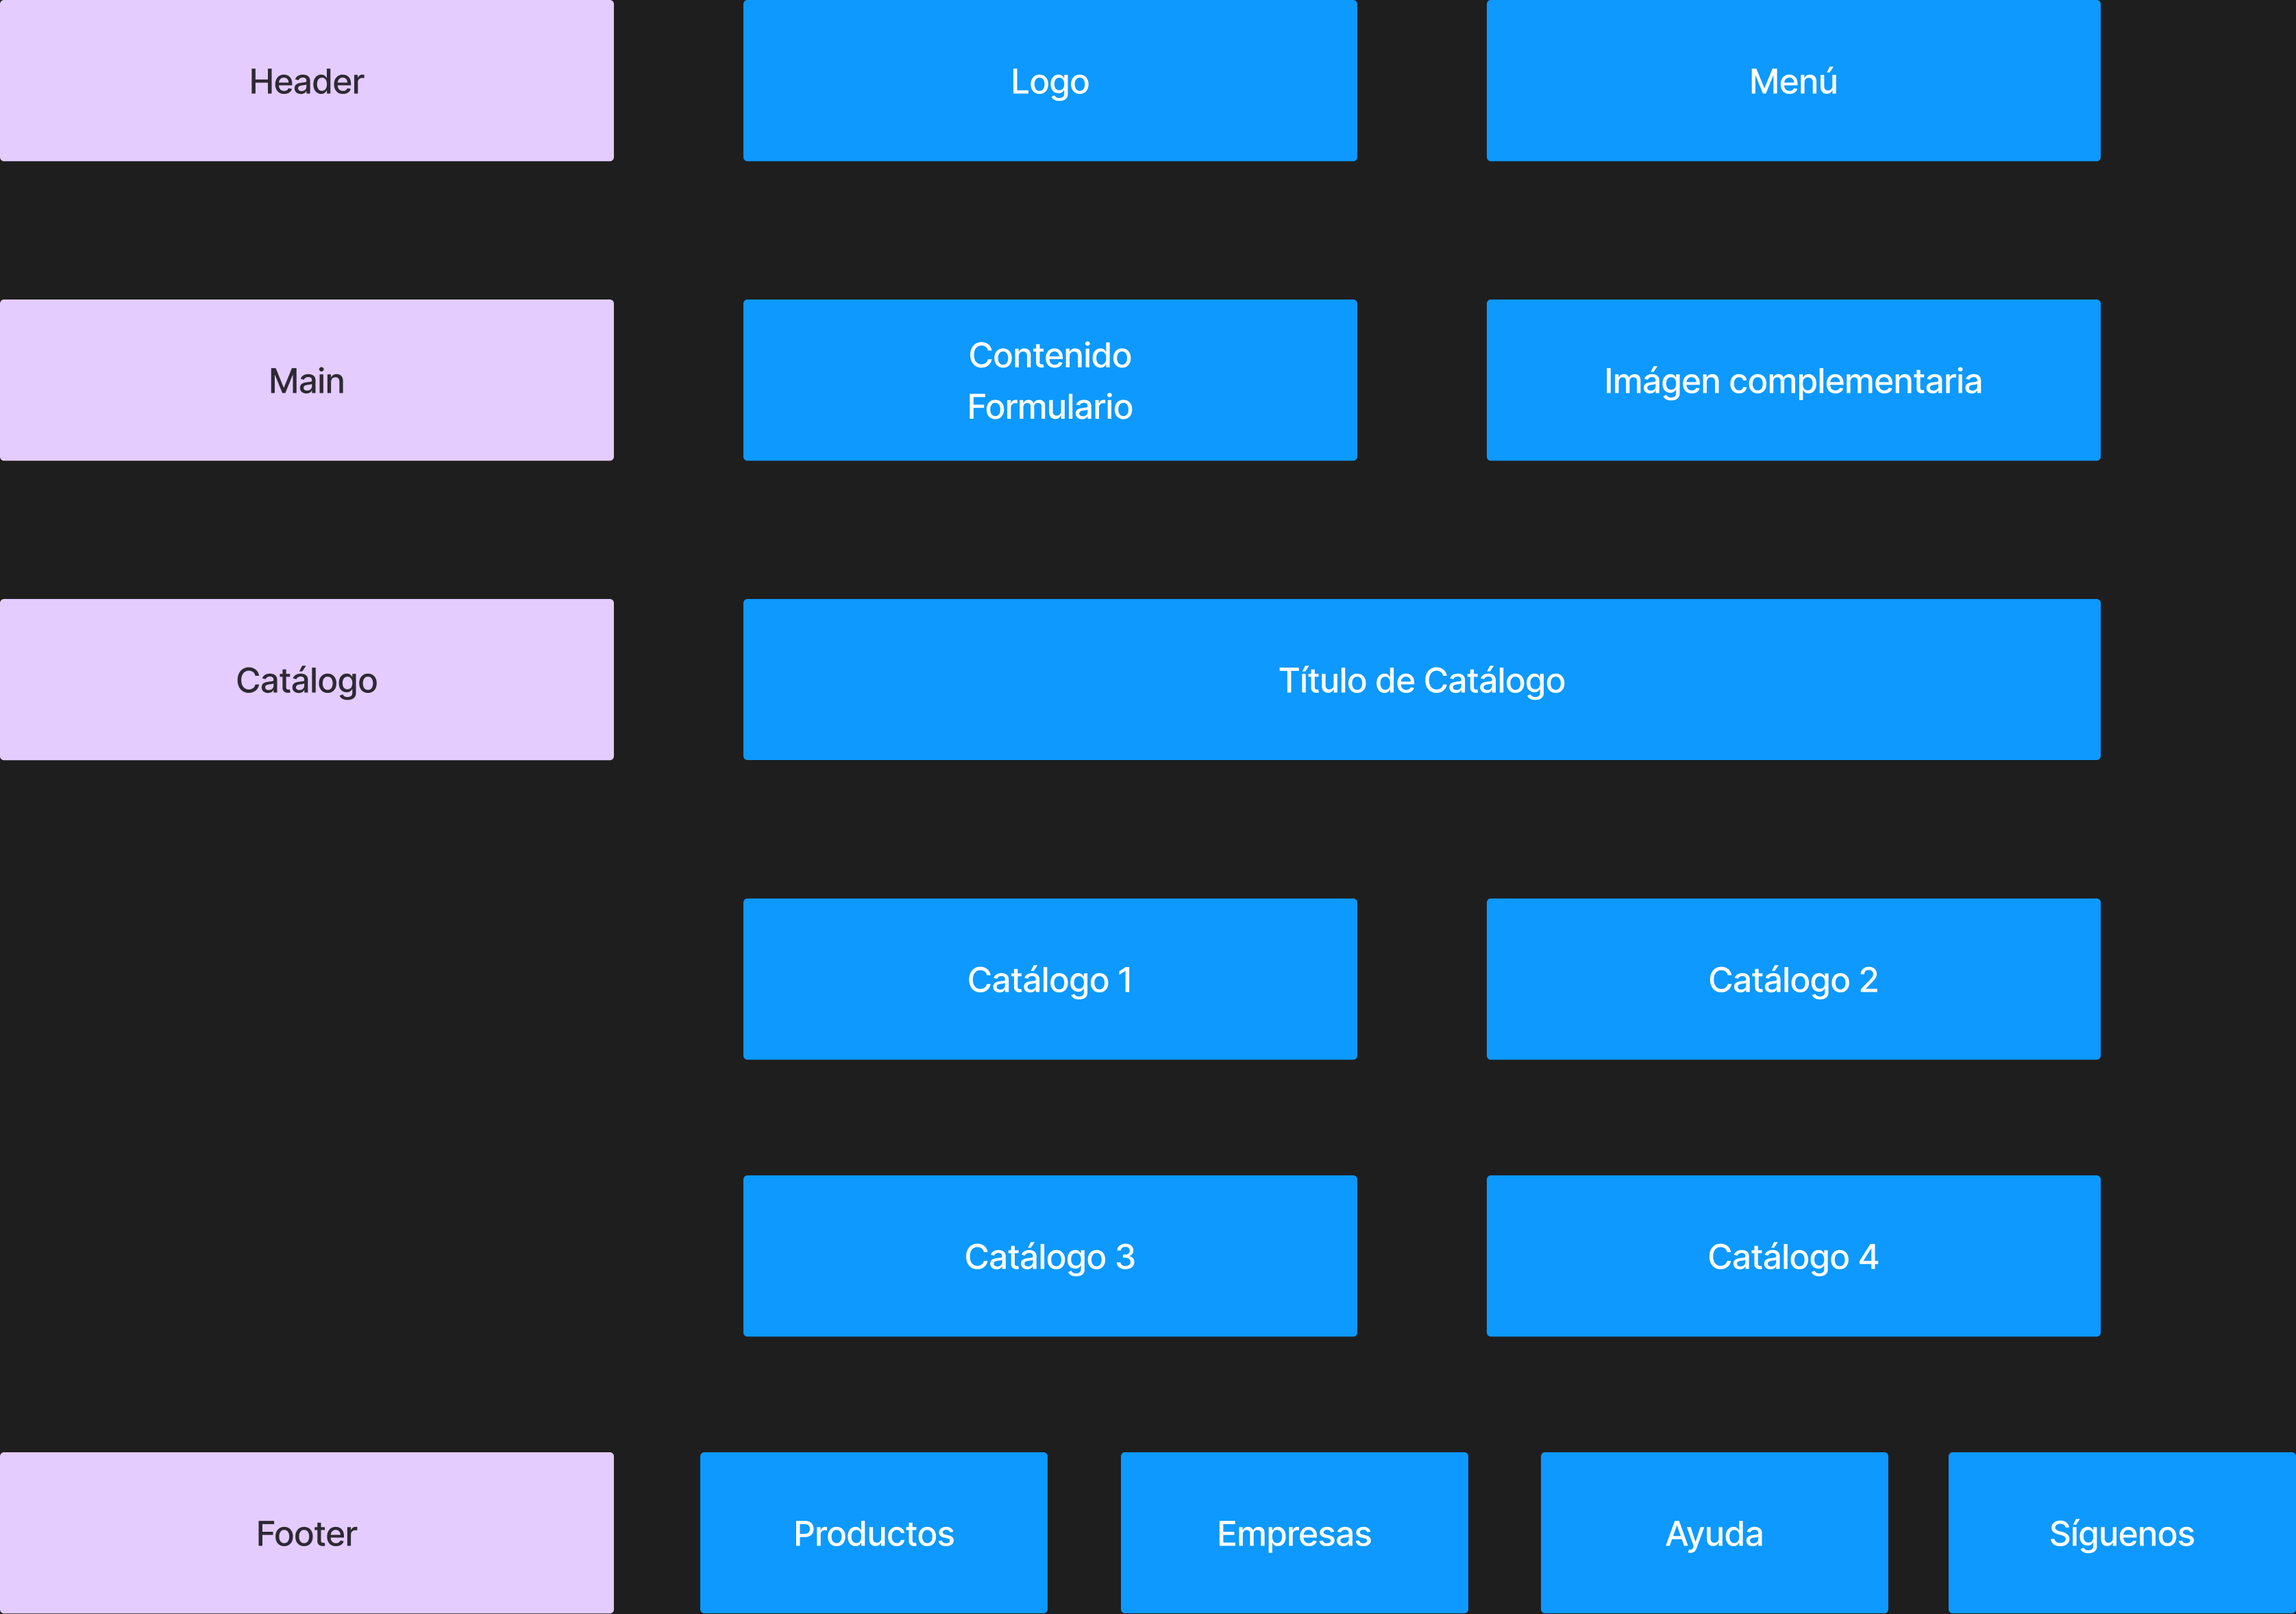 Header
Logo
Menú
Main
Contenido
Formulario
Imágen complementaria
Catálogo
Título de Catálogo
Catálogo 1
Catálogo 2
Catálogo 3
Catálogo 4
Footer
Productos
Empresas
Ayuda
Síguenos